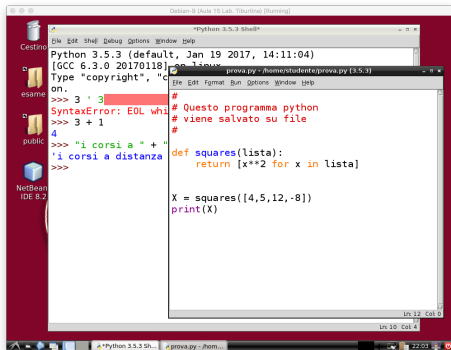 Debian-9 (Aula 15 Lab. Tiburtina) [Running]
Cestino
esame
public
NetBean
IDE 8.2
*Python 3.5.3 Shell*
File Edit Shell Debug Options Window Help
Python 3.5.3 (default, Jan 19 2017, 14:11:04)
[GCC 6.3.0 20170118] on linux
Type "copyright", "c
on.
>>> 3 ' 3
SyntaxError: EOL whi
>>> 3 + 1
4
>>> "i corsi a " + "
'i corsi a distanza
>>>
Ln: 10 Col: 4
prova.py - /home/studente/prova.py (3.5.3)
File Edit Format Run Options Window Help
#
# Questo programma python
# viene salvato su file
#
def squares(lista):
return [x**2 for x in lista]
X = squares([4,5,12,-8])
print(X)
Ln: 12 Col: 0
*Python 3.5.3 Sh...
prova.py - /hom...
22:03